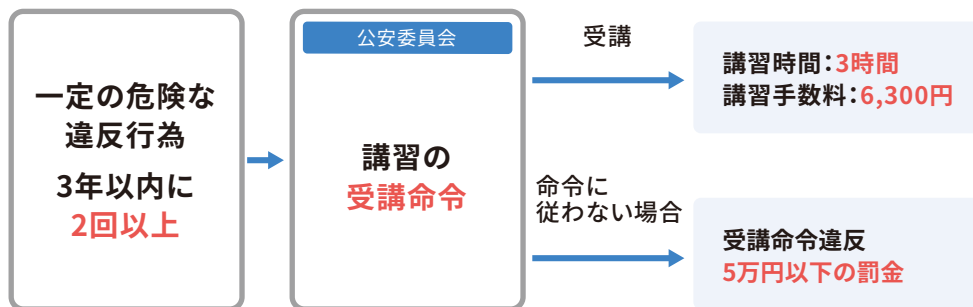 一定の危険な
違反行為
3年以内に
2回以上
公安委員会
講習の
受講命令
受講
講習時間：3時間
講習手数料：6,300円
命令に
従わない場合
受講命令違反
5万円以下の罰金